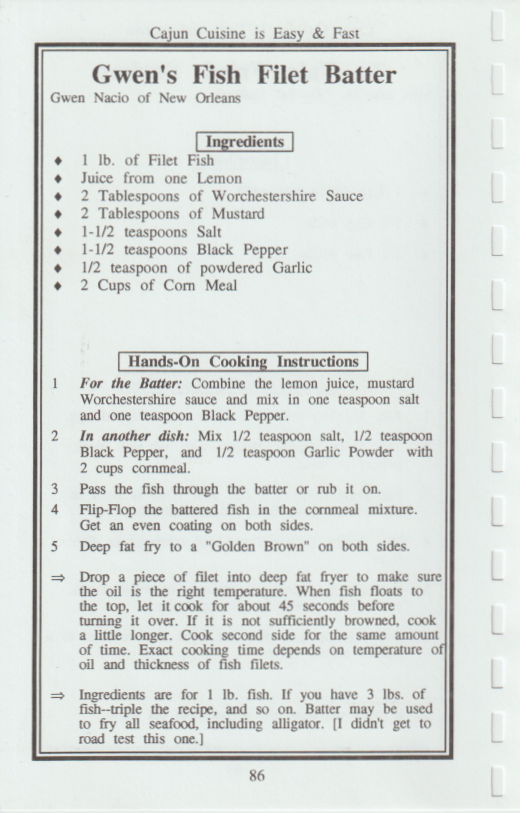 Cajun Cuisine is Easy & Fast
Gwen's Fish Filet Batter
Gwen Nacio of New Orleans
Ingredients
♦ 1 lb. of Filet Fish
♦ Juice from one Lemon
♦ 2 Tablespoons of Worchestershire Sauce
♦ 2 Tablespoons of Mustard
♦ 1-1/2 teaspoons Salt
♦ 1-1/2 teaspoons Black Pepper
♦ 1/2 teaspoon of powdered Garlic
♦ 2 Cups of Corn Meal
Hands-On Cooking Instructions
1 For the Batter: Combine the lemon juice, mustard
Worchestershire sauce and mix in one teaspoon salt
and one teaspoon Black Pepper.
2 In another dish: Mix 1/2 teaspoon salt, 1/2 teaspoon
Black Pepper, and 1/2 teaspoon Garlic Powder with
2 cups cornmeal.
3 Pass the fish through the batter or rub it on.
4 Flip-Flop the battered fish in the cornmeal mixture.
Get an even coating on both sides.
5 Deep fat fry to a "Golden Brown" on both sides.
⇒ Drop a piece of filet into deep fat fryer to make sure
the oil is the right temperature. When fish floats to
the top, let it cook for about 45 seconds before
turning it over. If it is not sufficiently browned, cook
a little longer. Cook second side for the same amount
of time. Exact cooking time depends on temperature of
oil and thickness of fish filets.
⇒ Ingredients are for 1 lb. fish. If you have 3 lbs. of
fish--triple the recipe, and so on. Batter may be used
to fry all seafood, including alligator. [I didn't get to
road test this one.]
86